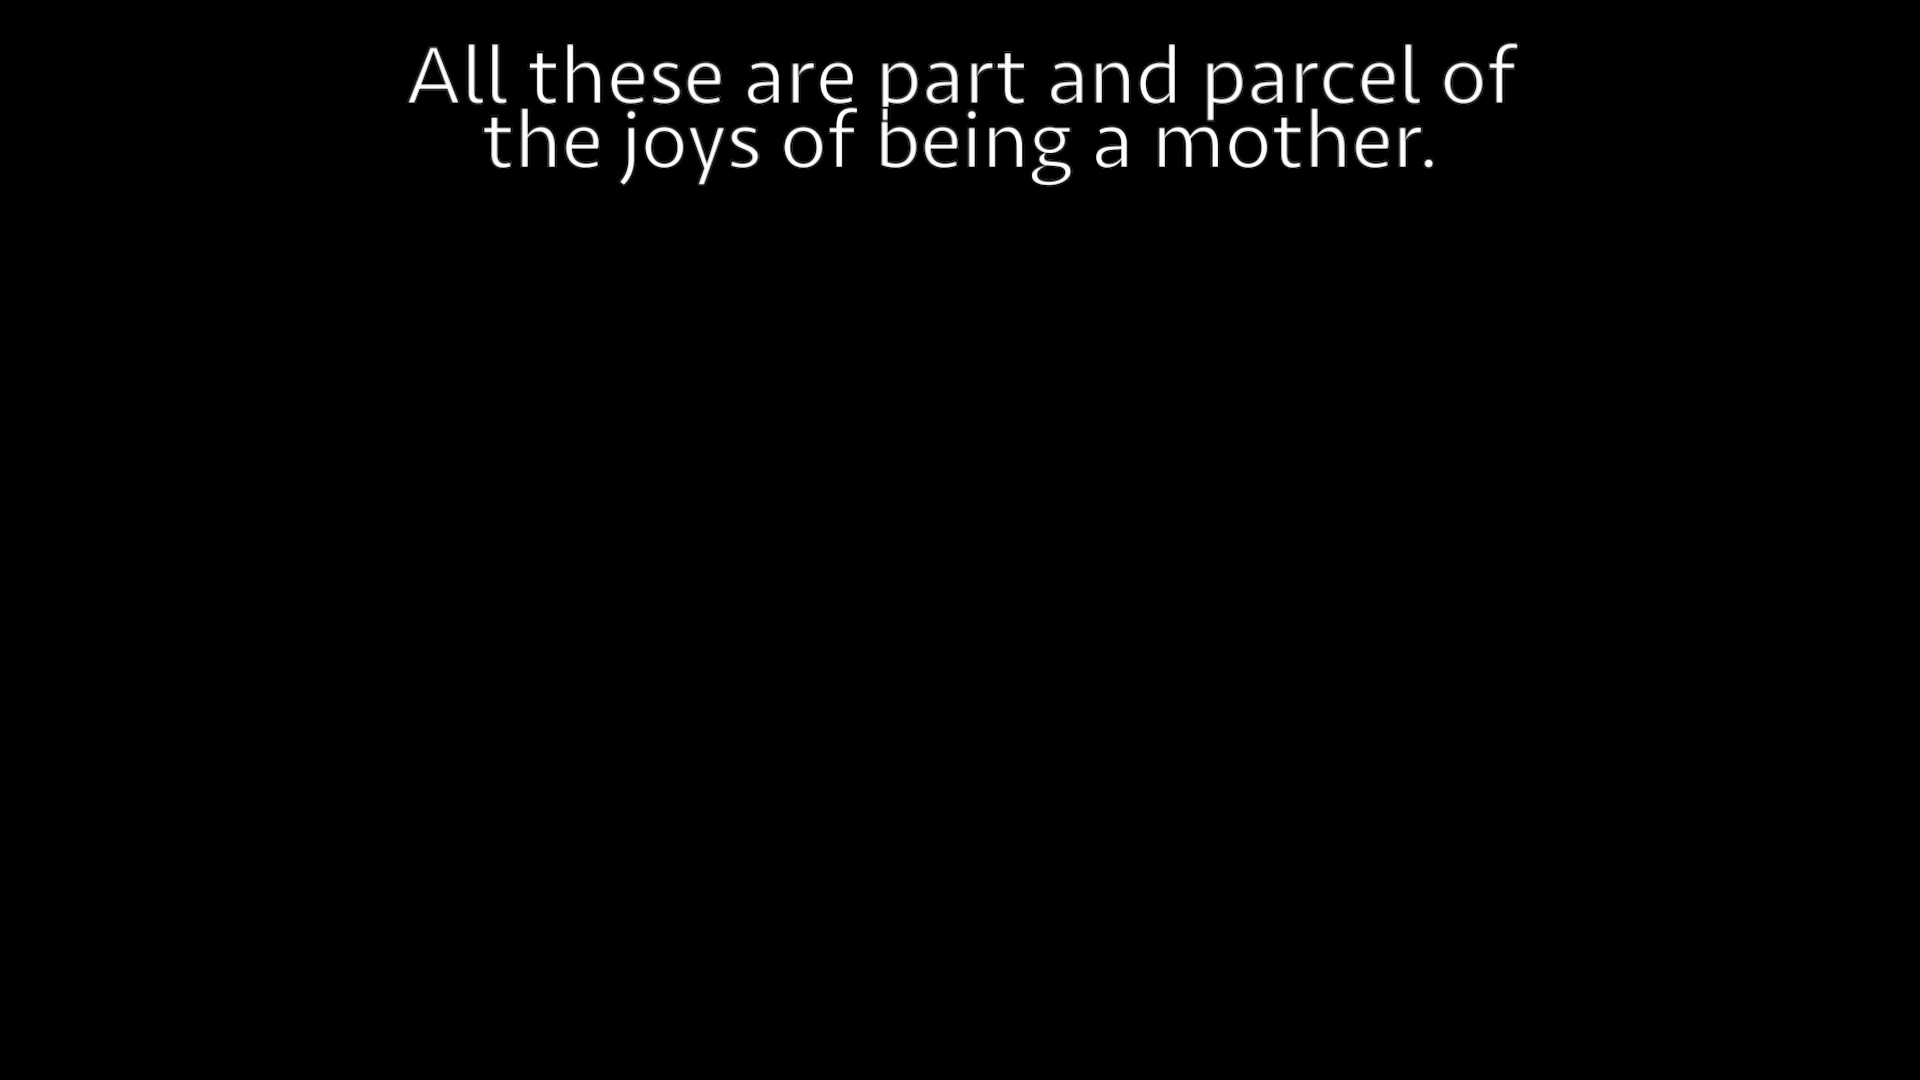 All these are part and parcel of
the joys of being a mother.